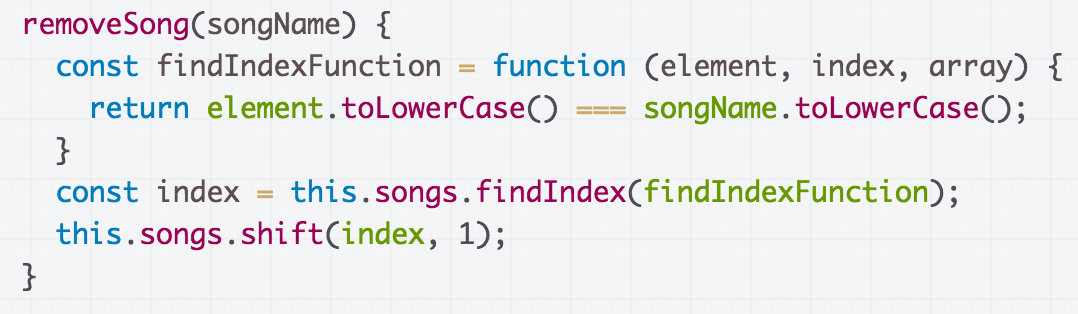 removeSong(songName) {
  const findIndexFunction = function (element, index, array) {
    return element.toLowerCase() === songName.toLowerCase();
  }
  const index = this.songs.findIndex(findIndexFunction);
  this.songs.shift(index, 1);
}